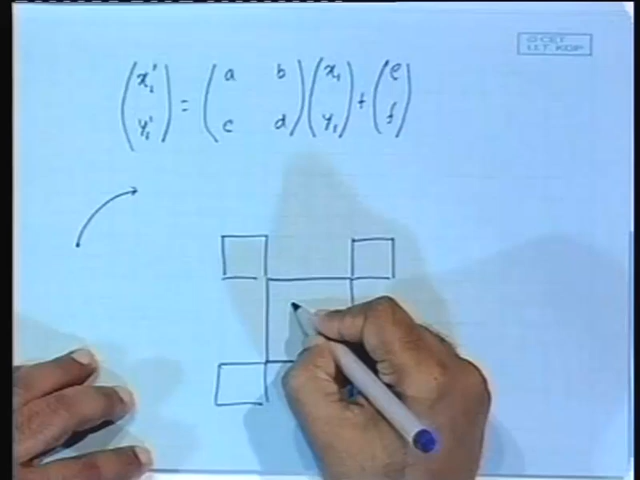 © CET
I.I.T. KGP
(x₁') = (a b) (x₁) + (e)
(y₁') (c d) (y₁) (f)